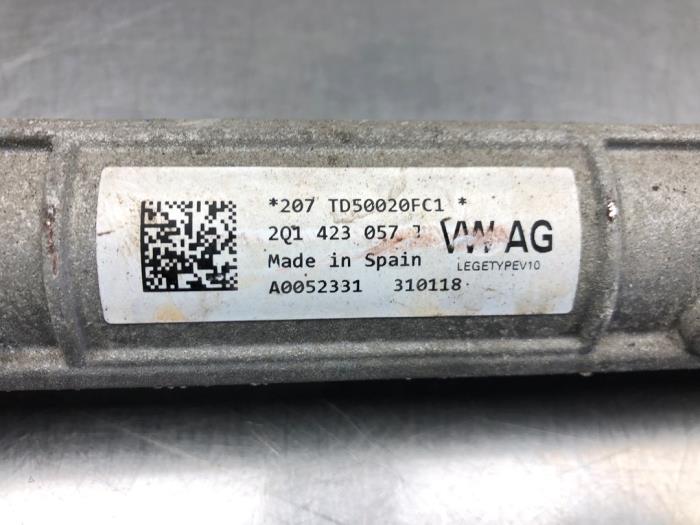 *207 TD50020FC1 *
2Q1 423 057
VW AG
Made in Spain
LEGETYPEV10
A0052331 310118